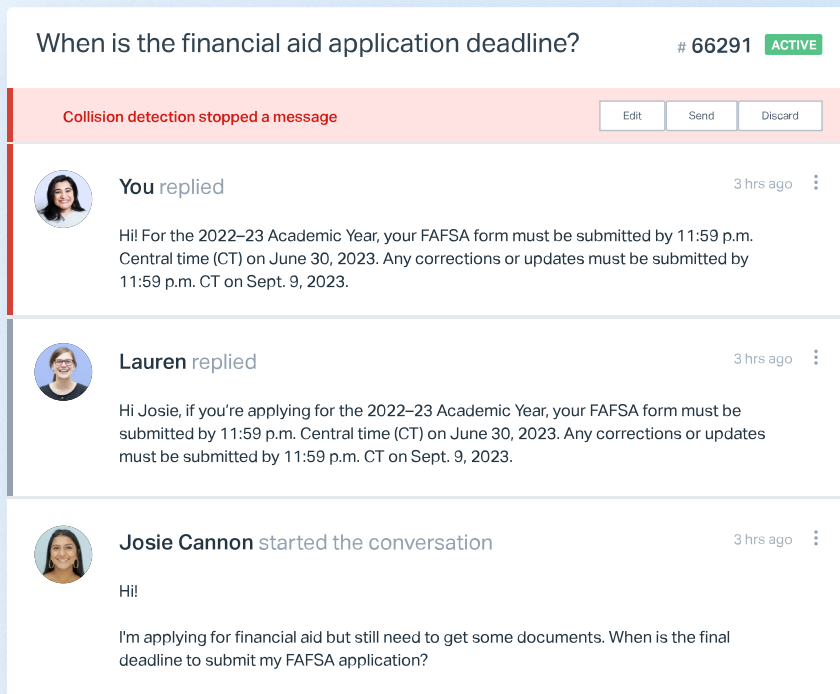 When is the financial aid application deadline?
# 66291 ACTIVE
Collision detection stopped a message
Edit Send Discard
You replied
3 hrs ago
Hi! For the 2022–23 Academic Year, your FAFSA form must be submitted by 11:59 p.m.
Central time (CT) on June 30, 2023. Any corrections or updates must be submitted by
11:59 p.m. CT on Sept. 9, 2023.
Lauren replied
3 hrs ago
Hi Josie, if you’re applying for the 2022–23 Academic Year, your FAFSA form must be
submitted by 11:59 p.m. Central time (CT) on June 30, 2023. Any corrections or updates
must be submitted by 11:59 p.m. CT on Sept. 9, 2023.
Josie Cannon started the conversation
3 hrs ago
Hi!
I'm applying for financial aid but still need to get some documents. When is the final
deadline to submit my FAFSA application?